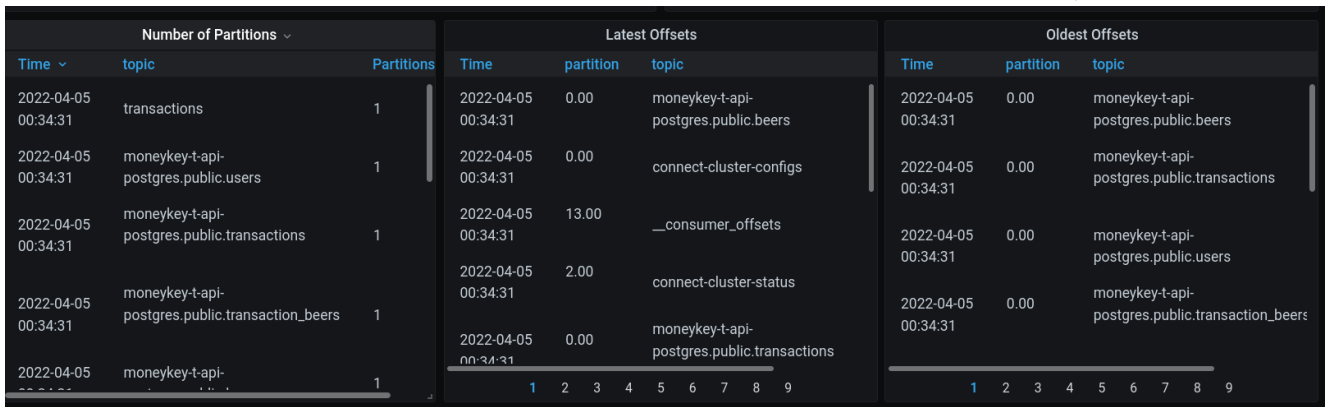 Number of Partitions
Time topic Partitions
2022-04-05
00:34:31
transactions
1
2022-04-05
00:34:31
moneykey-t-api-
postgres.public.users
1
2022-04-05
00:34:31
moneykey-t-api-
postgres.public.transactions
1
2022-04-05
00:34:31
moneykey-t-api-
postgres.public.transaction_beers
1
2022-04-05
moneykey-t-api-
1
Latest Offsets
Time partition topic
2022-04-05
00:34:31
0.00
moneykey-t-api-
postgres.public.beers
2022-04-05
00:34:31
0.00
connect-cluster-configs
2022-04-05
00:34:31
13.00
__consumer_offsets
2022-04-05
00:34:31
2.00
connect-cluster-status
2022-04-05
00:34:31
0.00
moneykey-t-api-
postgres.public.transactions
1 2 3 4 5 6 7 8 9
Oldest Offsets
Time partition topic
2022-04-05
00:34:31
0.00
moneykey-t-api-
postgres.public.beers
2022-04-05
00:34:31
0.00
moneykey-t-api-
postgres.public.transactions
2022-04-05
00:34:31
0.00
moneykey-t-api-
postgres.public.users
2022-04-05
00:34:31
0.00
moneykey-t-api-
postgres.public.transaction_beers
1 2 3 4 5 6 7 8 9